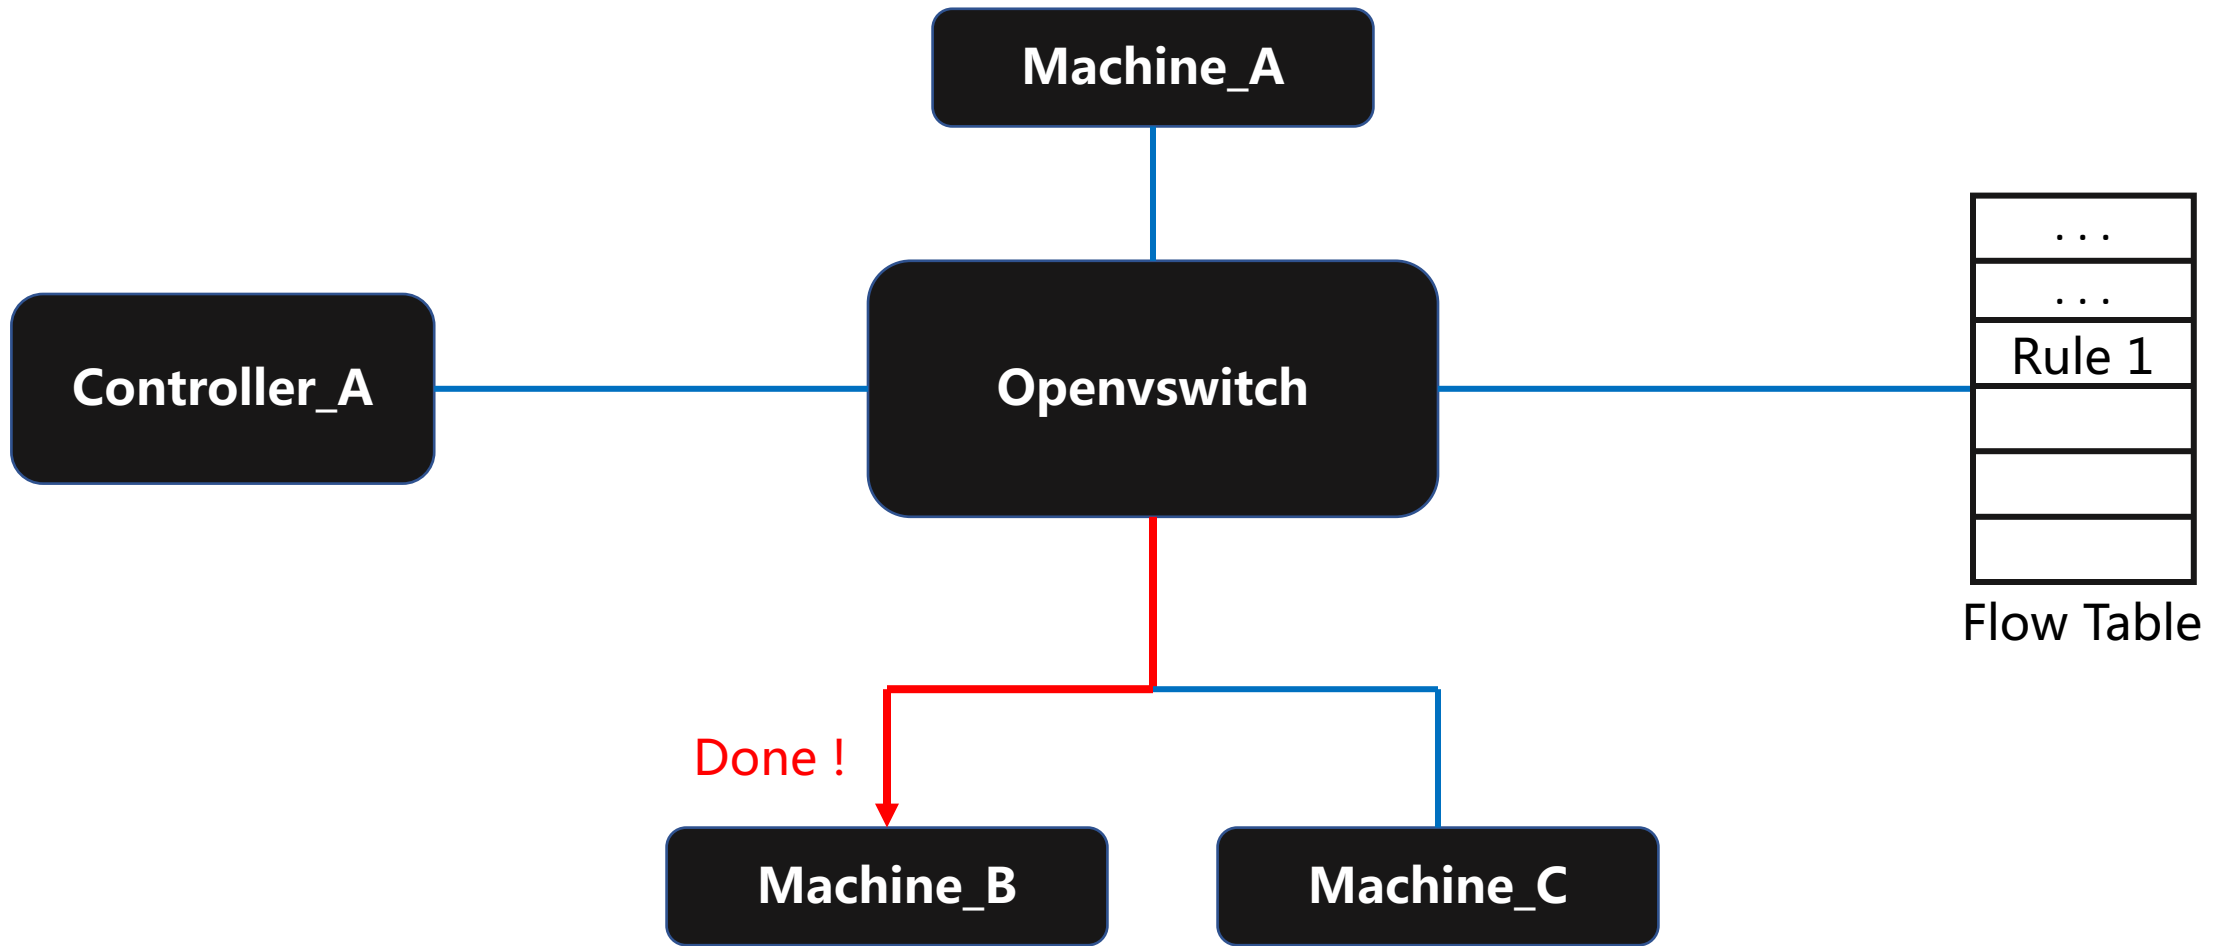 Machine_A
. . .
. . .
Rule 1
Controller_A
Openvswitch
Flow Table
Done !
Machine_B
Machine_C